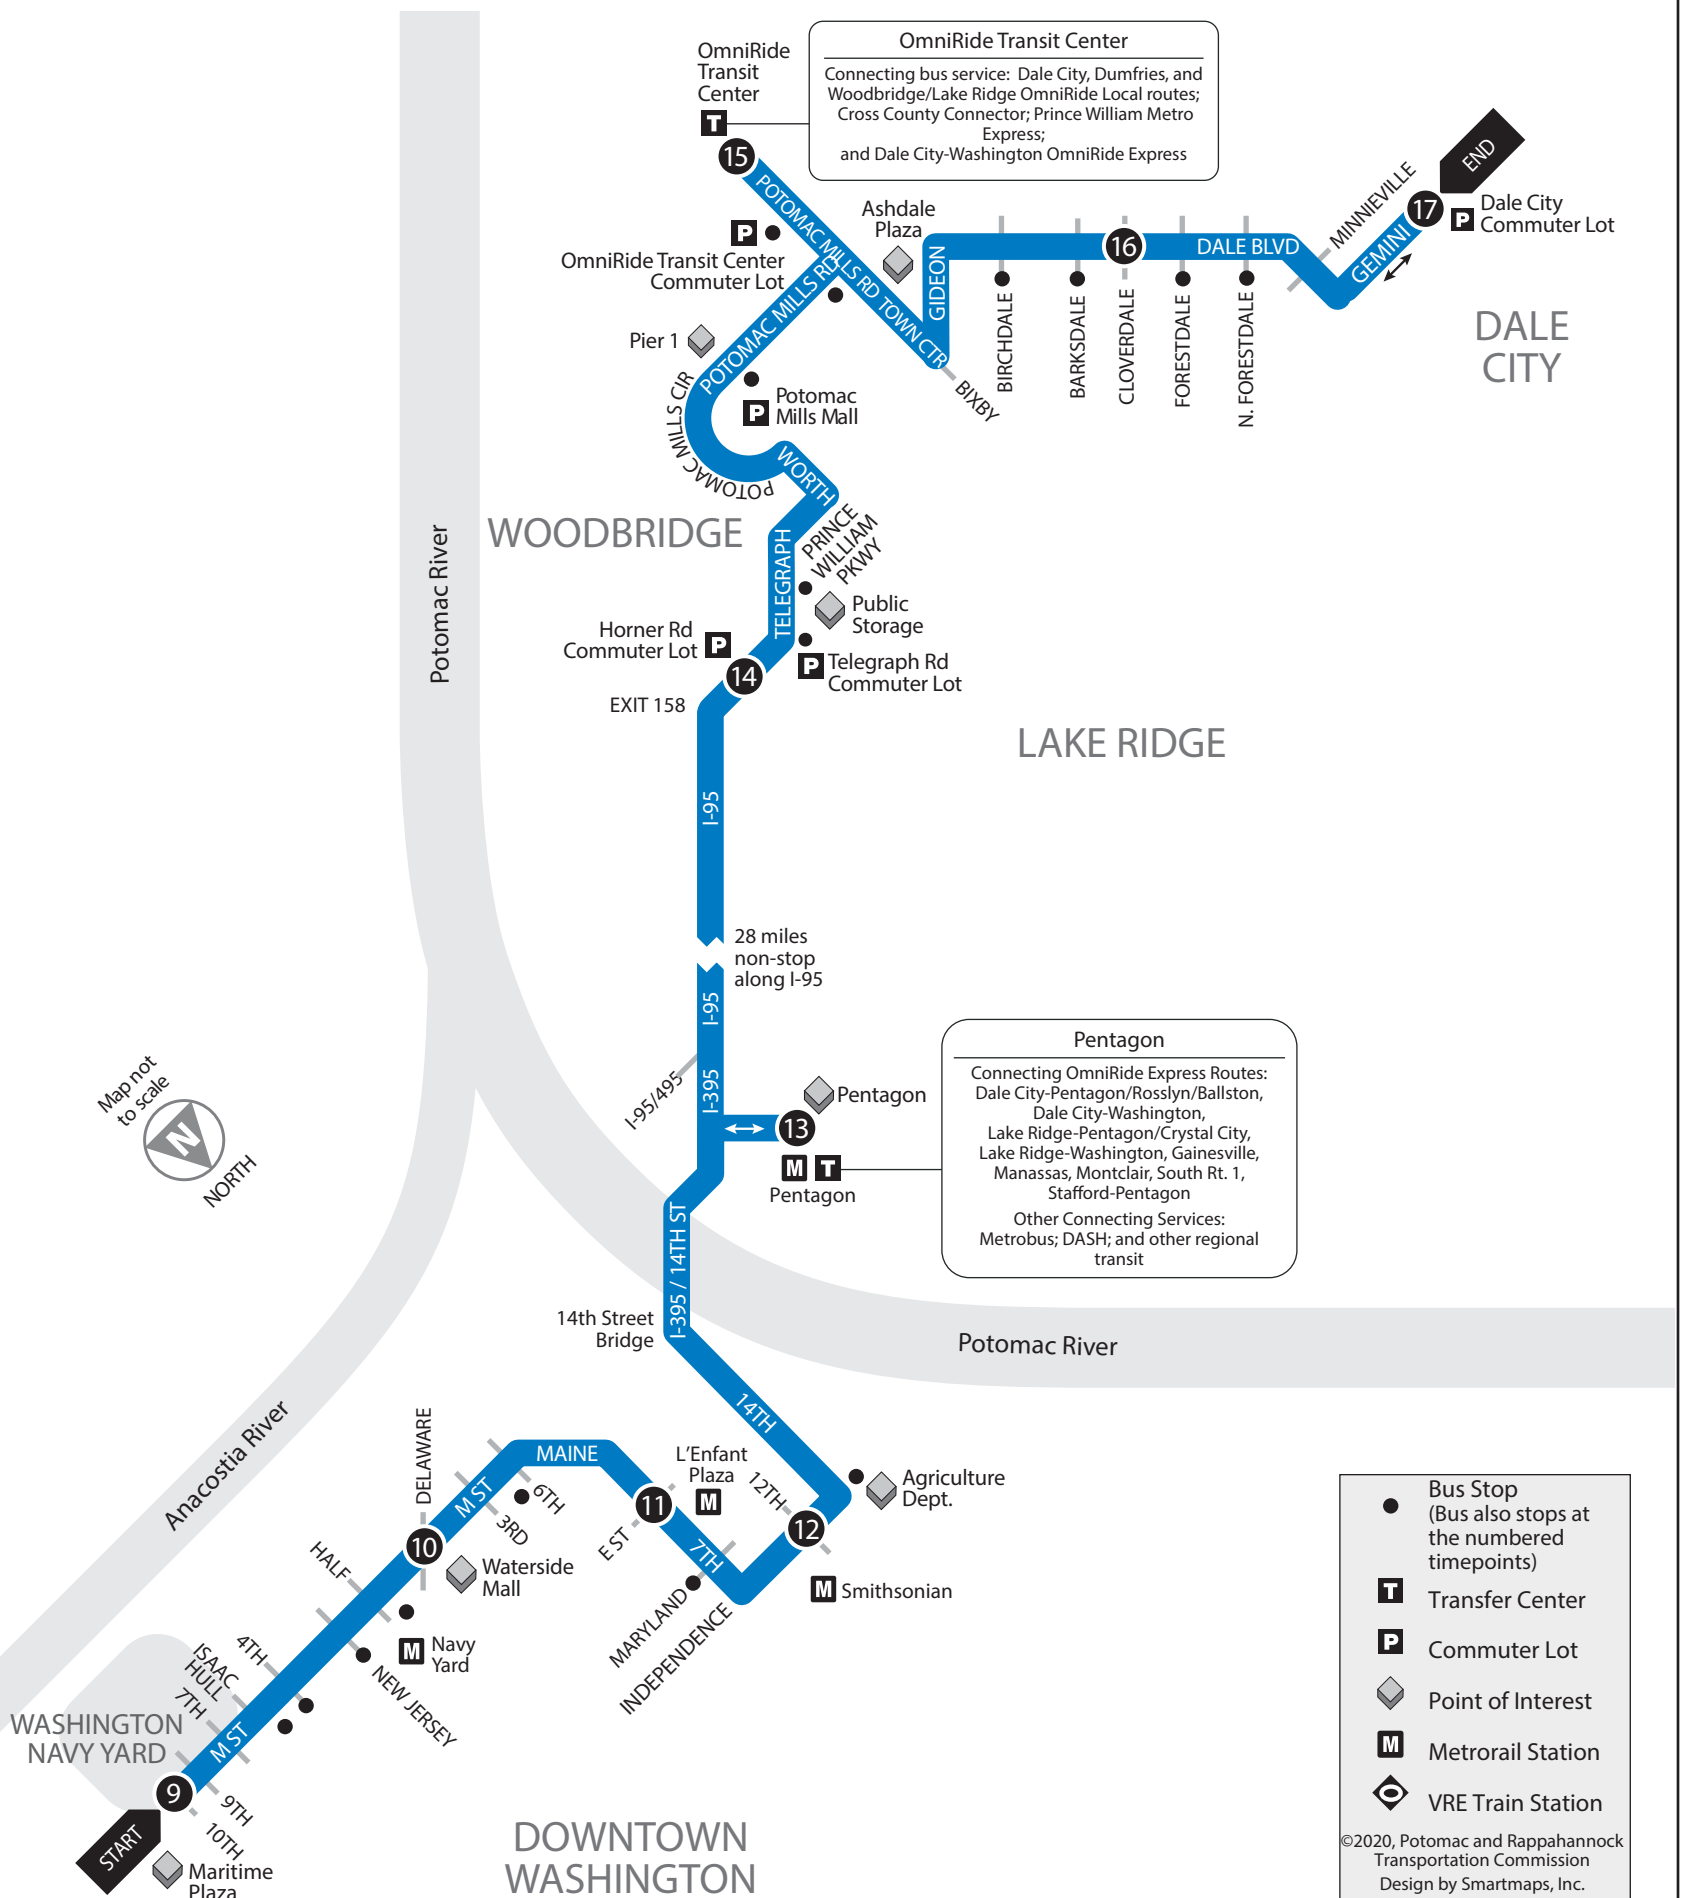 OmniRide
Transit
Center
T
OmniRide Transit Center
Connecting bus service: Dale City, Dumfries, and
Woodbridge/Lake Ridge OmniRide Local routes;
Cross County Connector; Prince William Metro
Express;
and Dale City-Washington OmniRide Express
15
POTOMAC MILLS RD
TOWN CTR
P
OmniRide Transit Center
Commuter Lot
Ashdale
Plaza
GIDEON
BIXBY
BIRCHDALE
BARKSDALE
16
CLOVERDALE
FORESTDALE
N. FORESTDALE
DALE BLVD
MINNIEVILLE
GEMINI
17
END
P
Dale City
Commuter Lot
DALE
CITY
Pier 1
POTOMAC MILLS RD
POTOMAC MILLS CIR
P
Potomac
Mills Mall
WORTH
WOODBRIDGE
PRINCE
WILLIAM
PKWY
TELEGRAPH
Public
Storage
Horner Rd
Commuter Lot
P
14
P
Telegraph Rd
Commuter Lot
EXIT 158
LAKE RIDGE
Potomac River
I-95
28 miles
non-stop
along I-95
I-95
I-95/495
I-395
Pentagon
13
M
T
Pentagon
Pentagon
Connecting OmniRide Express Routes:
Dale City-Pentagon/Rosslyn/Ballston,
Dale City-Washington,
Lake Ridge-Pentagon/Crystal City,
Lake Ridge-Washington, Gainesville,
Manassas, Montclair, South Rt. 1,
Stafford-Pentagon
Other Connecting Services:
Metrobus; DASH; and other regional
transit
Map not
to scale
N
NORTH
I-395 / 14TH ST
14th Street
Bridge
Potomac River
14TH
Anacostia River
DELAWARE
MAINE
M ST
6TH
3RD
L'Enfant
Plaza
M
11
E ST
7TH
12TH
12
Agriculture
Dept.
M
Smithsonian
MARYLAND
INDEPENDENCE
10
Waterside
Mall
HALF
M
Navy
Yard
NEW JERSEY
4TH
ISAAC
HULL
7TH
M ST
WASHINGTON
NAVY YARD
9
9TH
10TH
START
Maritime
Plaza
DOWNTOWN
WASHINGTON
Bus Stop
(Bus also stops at
the numbered
timepoints)
T
Transfer Center
P
Commuter Lot
Point of Interest
M
Metrorail Station
VRE Train Station
©2020, Potomac and Rappahannock
Transportation Commission
Design by Smartmaps, Inc.